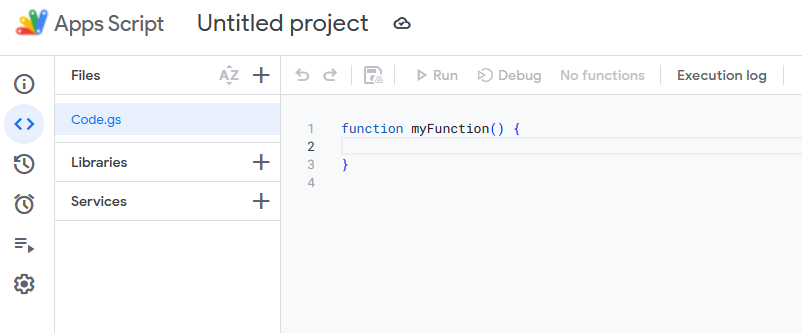 Apps Script Untitled project
Files AZ
Run Debug No functions Execution log
Code.gs
Libraries
Services
1 function myFunction() {
2
3 }
4